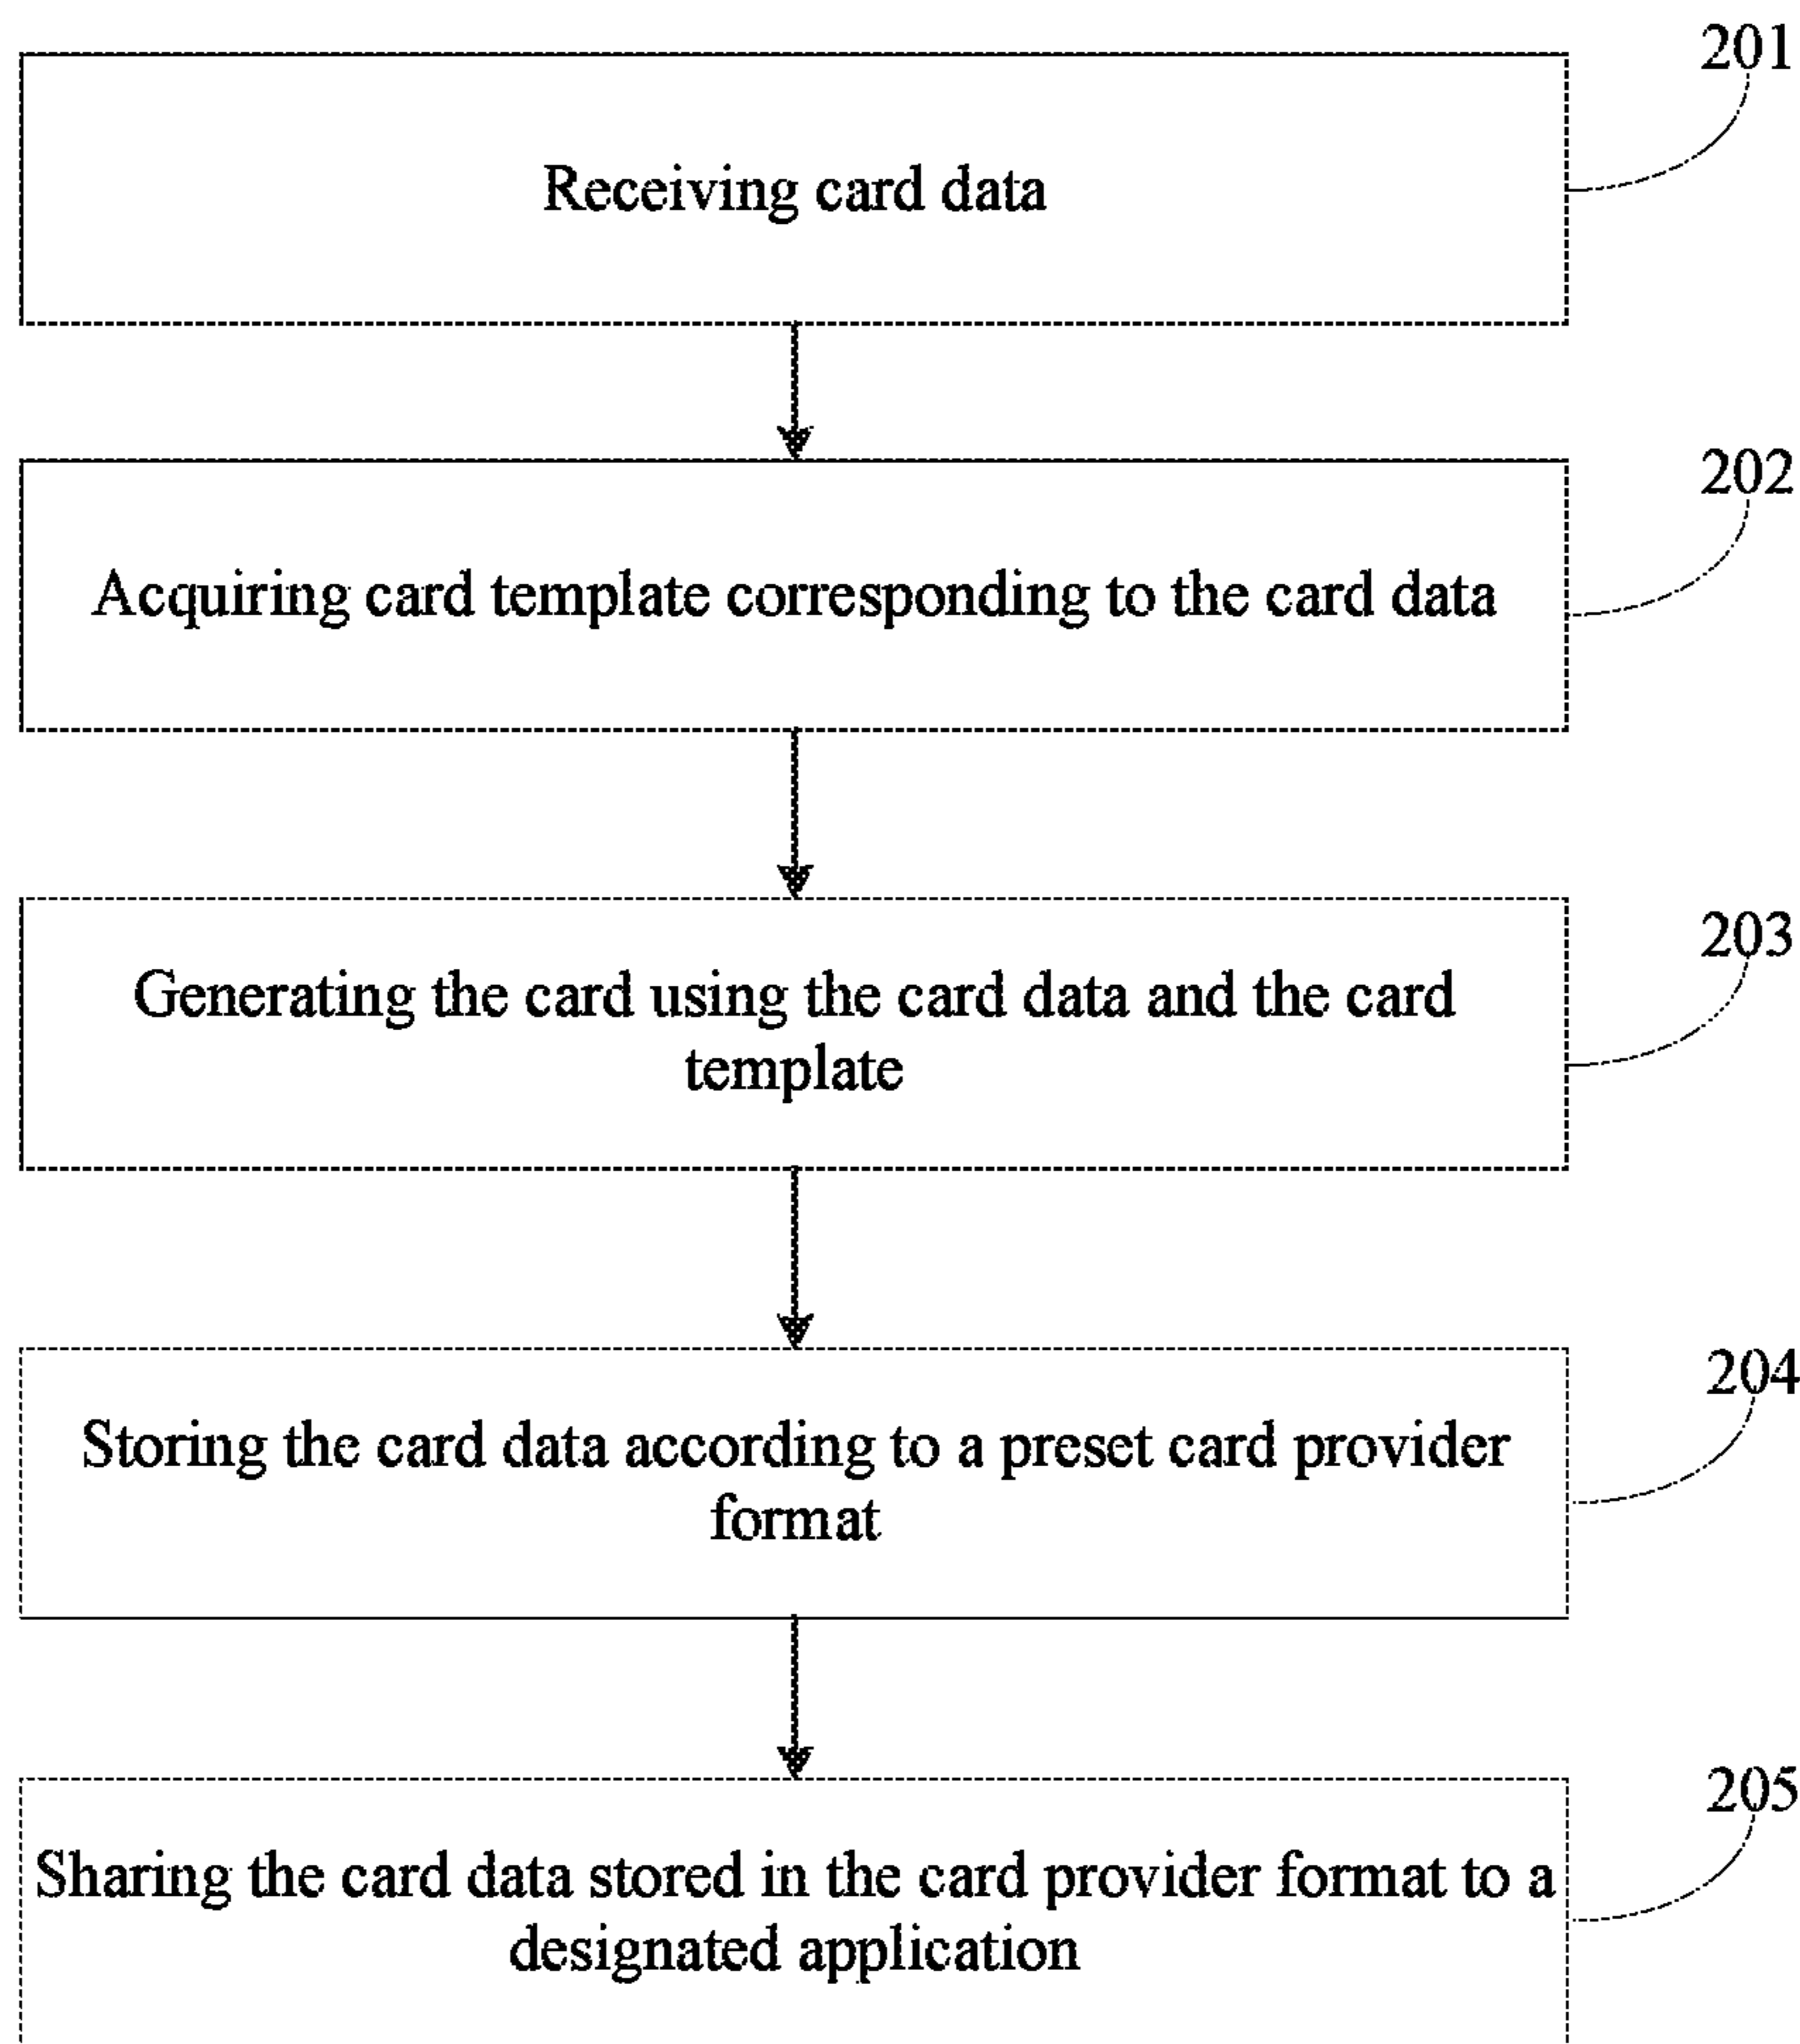 201
Receiving card data
202
Acquiring card template corresponding to the card data
203
Generating the card using the card data and the card
template
204
Storing the card data according to a preset card provider
format
205
Sharing the card data stored in the card provider format to a
designated application